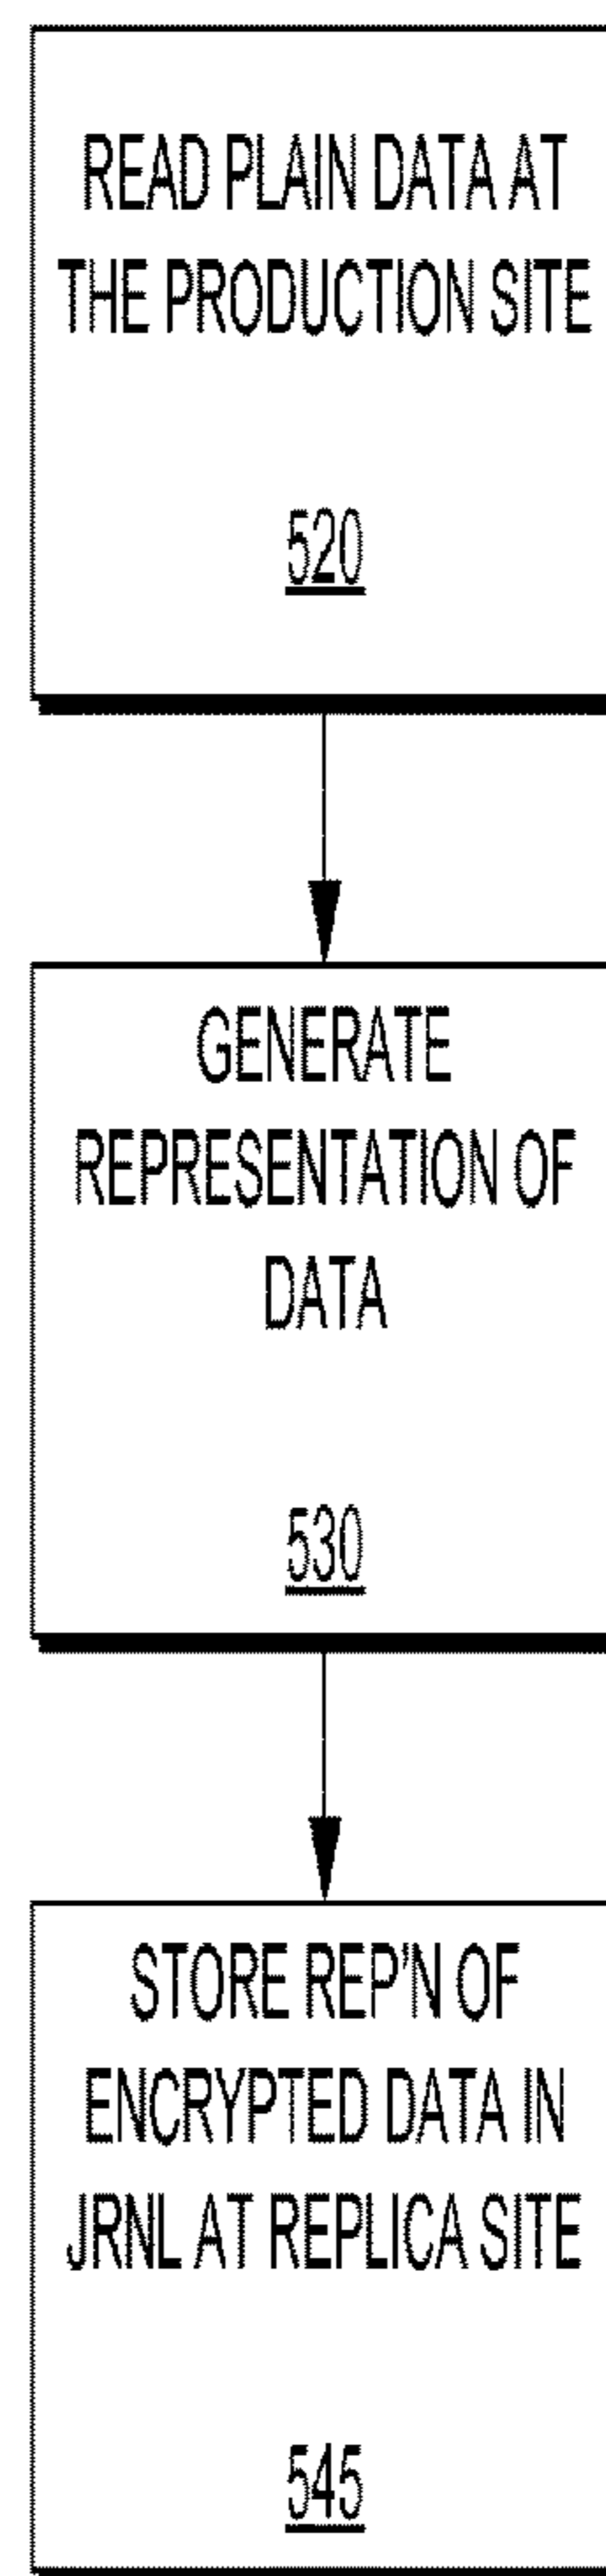 READ PLAIN DATA AT
THE PRODUCTION SITE
520
GENERATE
REPRESENTATION OF
DATA
530
STORE REP'N OF
ENCRYPTED DATA IN
JRNL AT REPLICA SITE
545